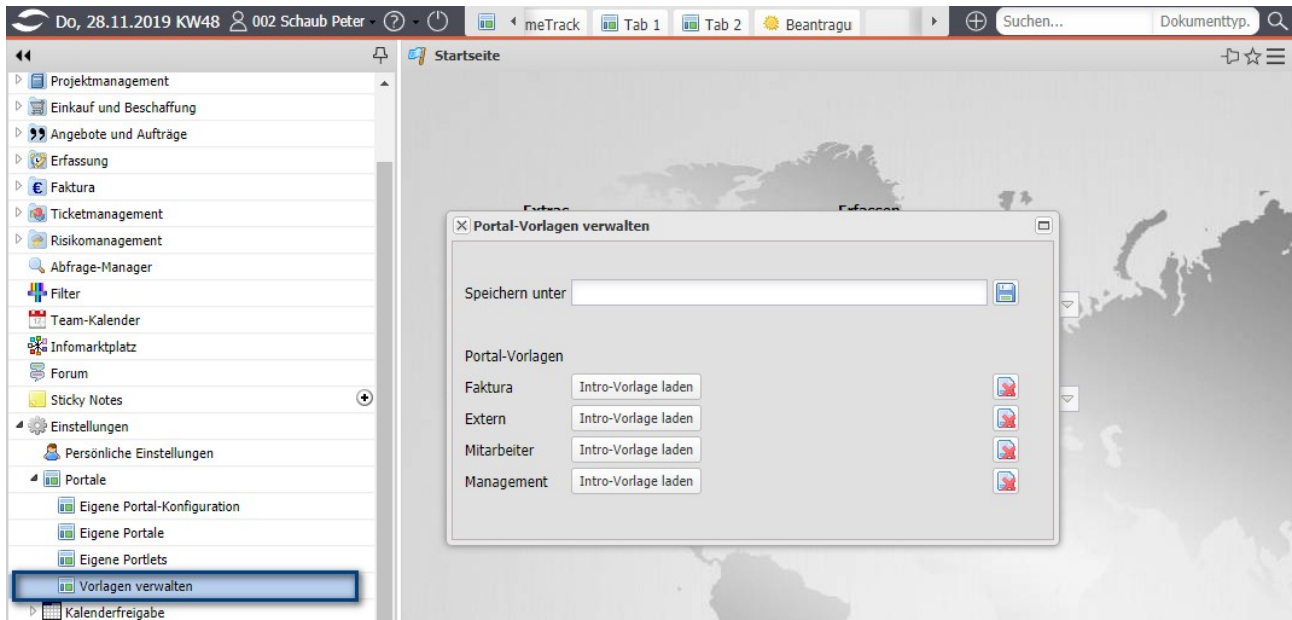 Do, 28.11.2019 KW48 002 Schaub Peter
meTrack Tab 1 Tab 2 Beantragu Suchen... Dokumenttyp.
Startseite
Projektmanagement
Einkauf und Beschaffung
Angebote und Aufträge
Erfassung
Faktura
Ticketmanagement
Risikomanagement
Abfrage-Manager
Filter
Team-Kalender
Infomarktplatz
Forum
Sticky Notes
Einstellungen
Persönliche Einstellungen
Portale
Eigene Portal-Konfiguration
Eigene Portale
Eigene Portlets
Vorlagen verwalten
Kalenderfreigabe
Extras Erfassen
Portal-Vorlagen verwalten
Speichern unter
Portal-Vorlagen
Faktura Intro-Vorlage laden
Extern Intro-Vorlage laden
Mitarbeiter Intro-Vorlage laden
Management Intro-Vorlage laden